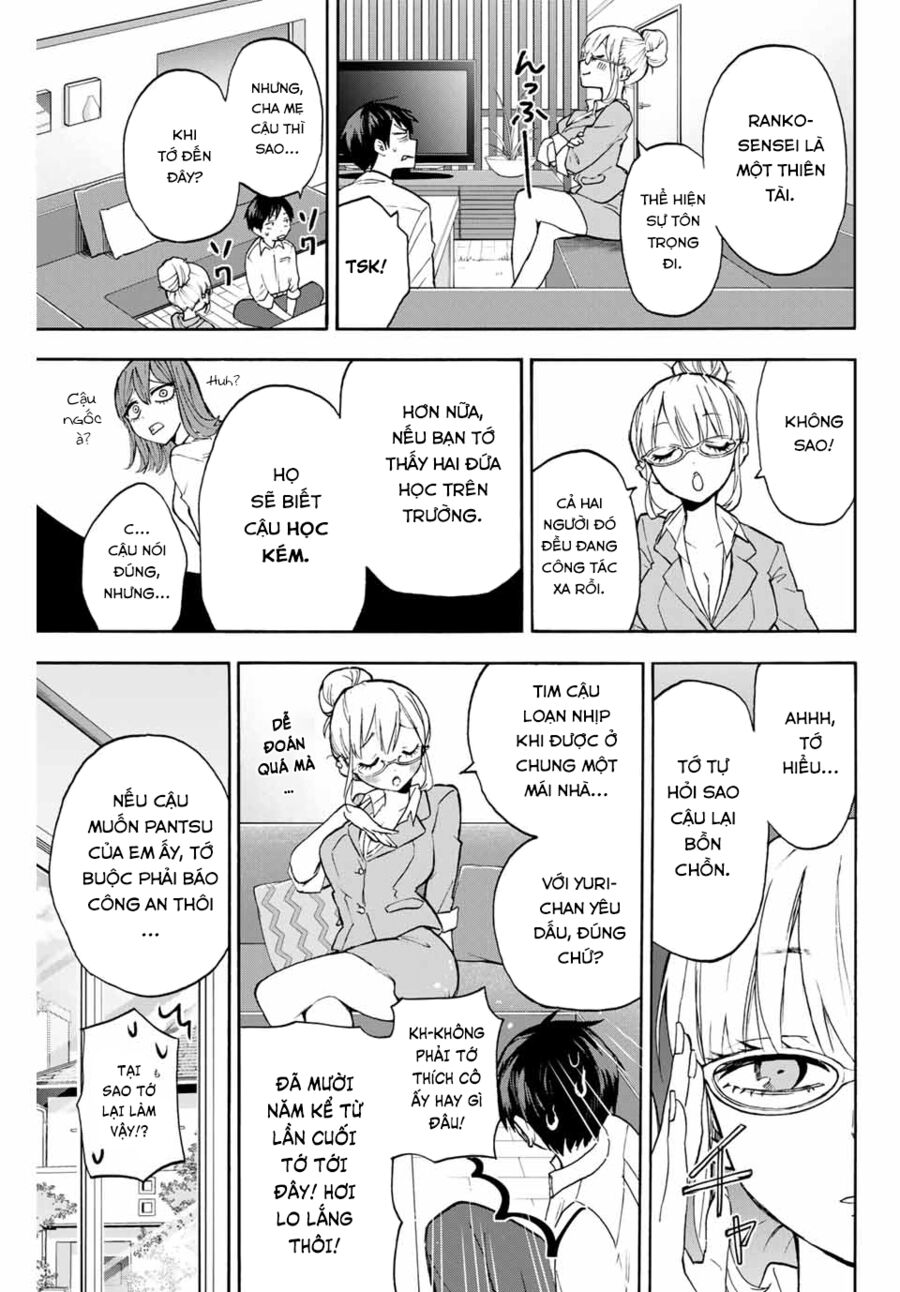 RANKO-
SENSEI LÀ
MỘT THIÊN
TÀI.
THỂ HIỆN
SỰ TÔN
TRỌNG
ĐI.
んっふー
TSK!
NHƯNG,
CHA MẸ
CẬU THÌ
SAO...
KHI
TỚ ĐẾN
ĐÂY?
KHÔNG
SAO!
CẢ HAI
NGƯỜI ĐÓ
ĐỀU ĐANG
CÔNG TÁC
XA RỒI.
HƠN NỮA,
NẾU BẠN TỚ
THẤY HAI ĐỨA
HỌC TRÊN
TRƯỜNG.
HỌ
SẼ BIẾT
CẬU HỌC
KÉM.
Huh?
Cậu
ngốc
à?
C...
CẬU NÓI
ĐÚNG,
NHƯNG...
AHHH,
TỚ
HIỂU...
TỚ TỰ
HỎI SAO
CẬU LẠI
BỒN
CHỒN.
TIM CẬU
LOẠN NHỊP
KHI ĐƯỢC Ở
CHUNG MỘT
MÁI NHÀ...
VỚI YURI-
CHAN YÊU
DẤU, ĐÚNG
CHỨ?
DỄ
ĐOÁN
QUÁ MÀ
...
KH-KHÔNG
PHẢI TỚ
THÍCH CÔ
ẤY HAY GÌ
ĐÂU!
ĐÃ MƯỜI
NĂM KỂ TỪ
LẦN CUỐI
TỚ TỚI
ĐÂY! HƠI
LO LẮNG
THÔI!
NẾU CẬU
MUỐN PANTSU
CỦA EM ẤY, TỚ
BUỘC PHẢI BÁO
CÔNG AN THÔI
...
TẠI
SAO TỚ
LẠI LÀM
VẬY!?